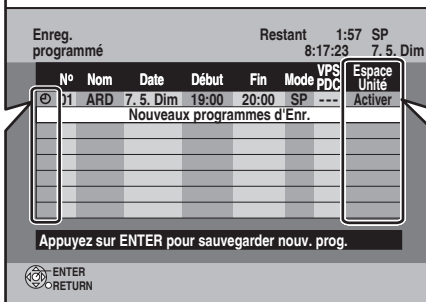 Enreg. programmé
Restant 1:57 SP
8:17:23 7. 5. Dim
Nº Nom Date Début Fin Mode VPS PDC Espace Unité
01 ARD 7. 5. Dim 19:00 20:00 SP --- Activer
Nouveaux programmes d'Enr.
Appuyez sur ENTER pour sauvegarder nouv. prog.
ENTER
RETURN